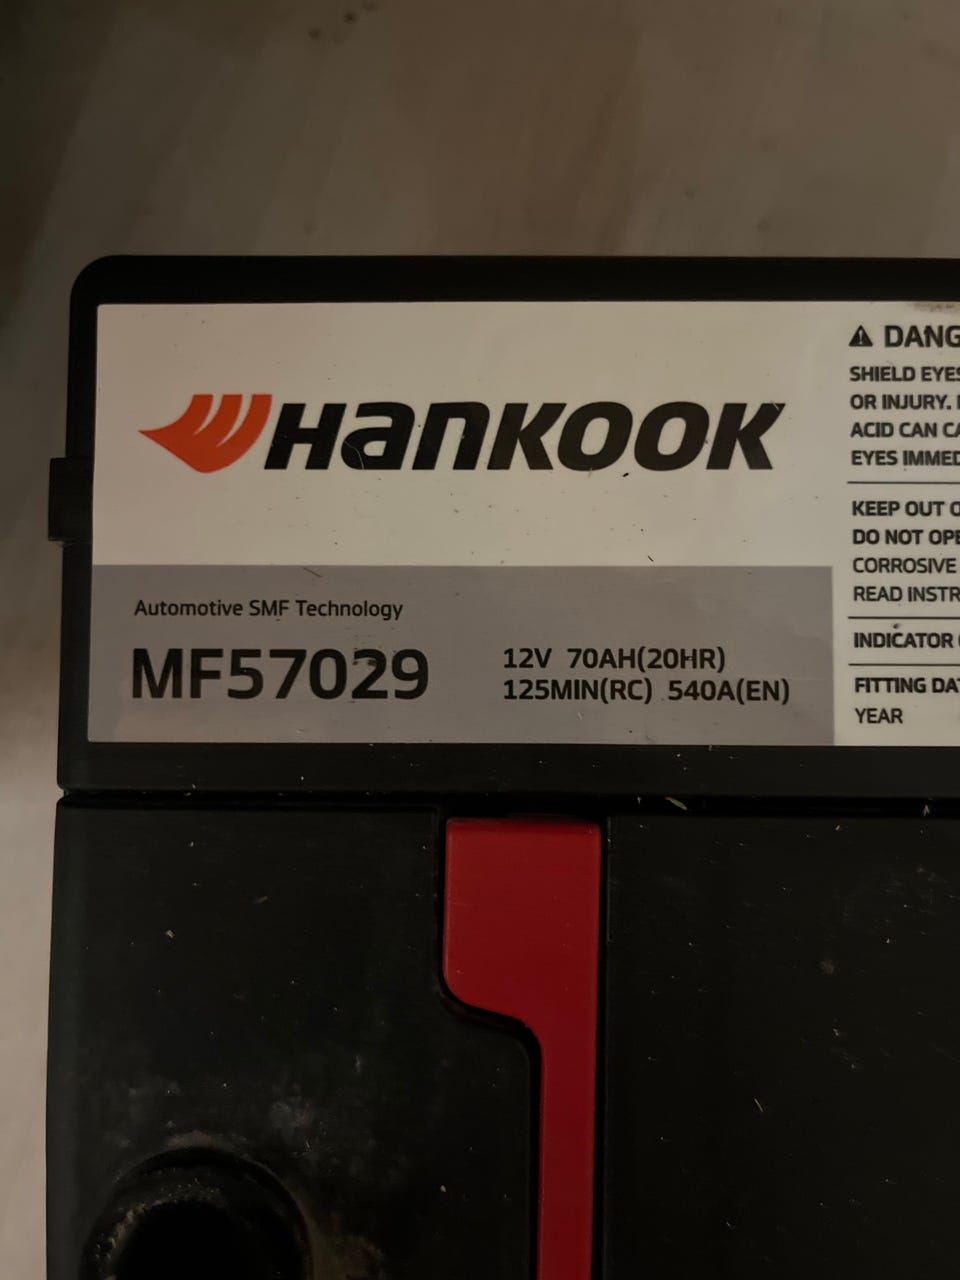 HANKOOK
Automotive SMF Technology
MF57029
12V 70AH(20HR)
125MIN(RC) 540A(EN)
DANG
SHIELD EYES
OR INJURY.
ACID CAN CA
EYES IMMED
KEEP OUT O
DO NOT OPE
CORROSIVE
READ INSTR
INDICATOR
FITTING DAT
YEAR